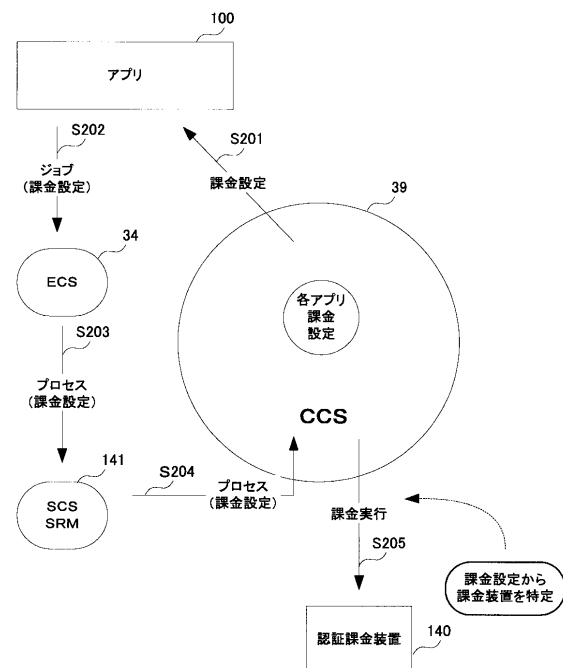 100
アプリ
S202
S201
ジョブ
(課金設定)
課金設定
39
34
ECS
各アプリ
課金
設定
S203
プロセス
(課金設定)
CCS
141
SCS
SRM
S204
プロセス
(課金設定)
課金実行
S205
課金設定から
課金装置を特定
認証課金装置
140